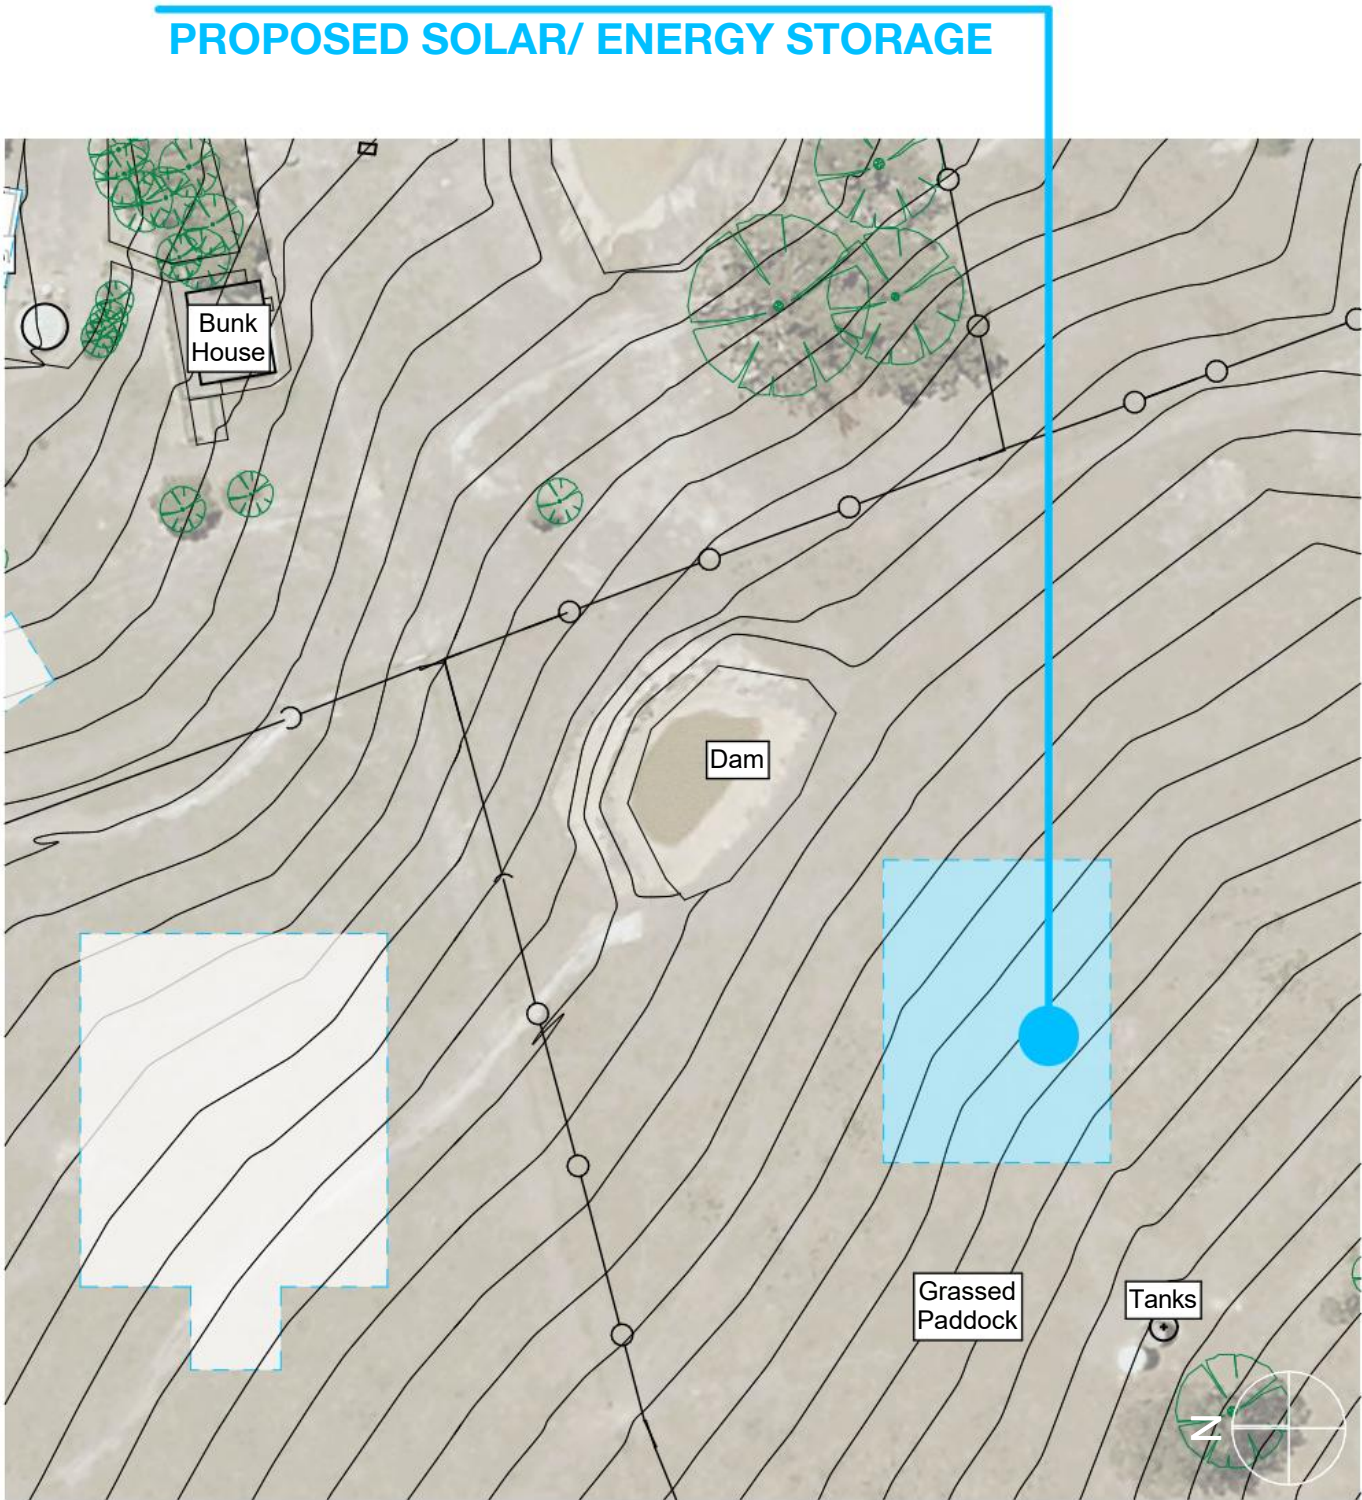 PROPOSED SOLAR/ ENERGY STORAGE
Bunk
House
Dam
Grassed
Paddock
Tanks
N